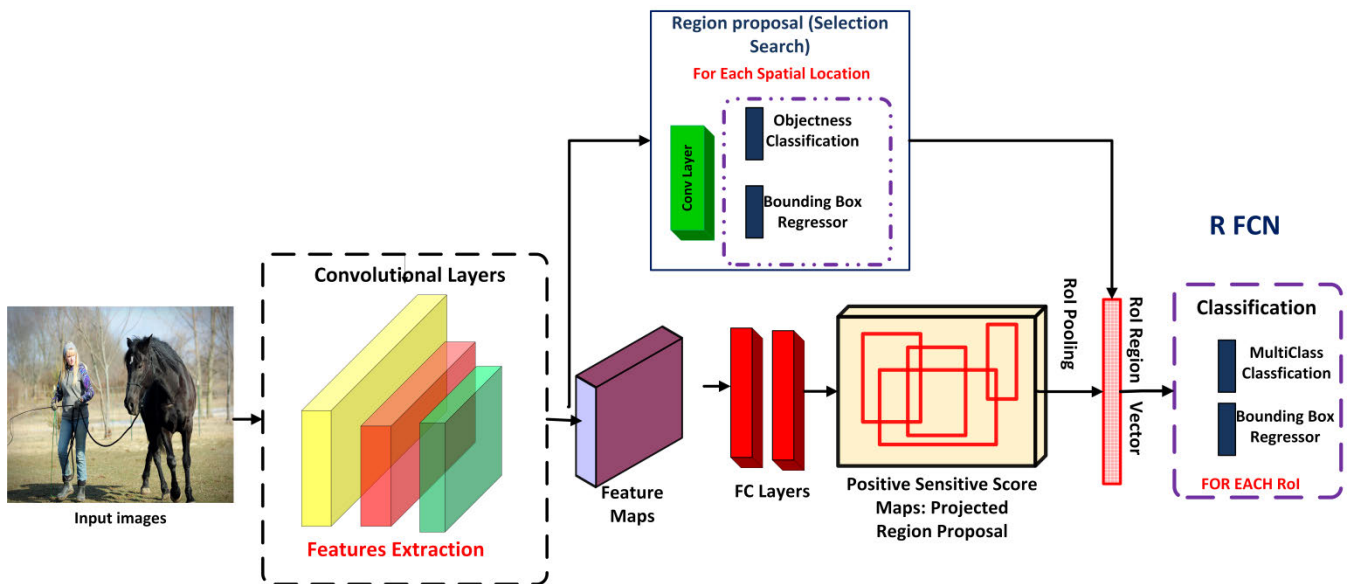 Region proposal (Selection
Search)
For Each Spatial Location
Conv Layer
Objectness
Classification
Bounding Box
Regressor
R FCN
Convolutional Layers
Features Extraction
Input images
Feature
Maps
FC Layers
Positive Sensitive Score
Maps: Projected
Region Proposal
RoI Pooling
RoI Region Vector
Classification
MultiClass
Classfication
Bounding Box
Regressor
FOR EACH RoI